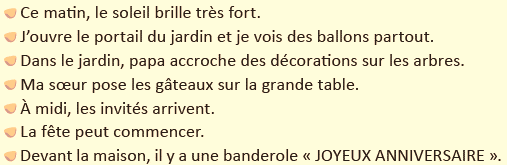 Ce matin, le soleil brille très fort.
J’ouvre le portail du jardin et je vois des ballons partout.
Dans le jardin, papa accroche des décorations sur les arbres.
Ma sœur pose les gâteaux sur la grande table.
À midi, les invités arrivent.
La fête peut commencer.
Devant la maison, il y a une banderole « JOYEUX ANNIVERSAIRE ».